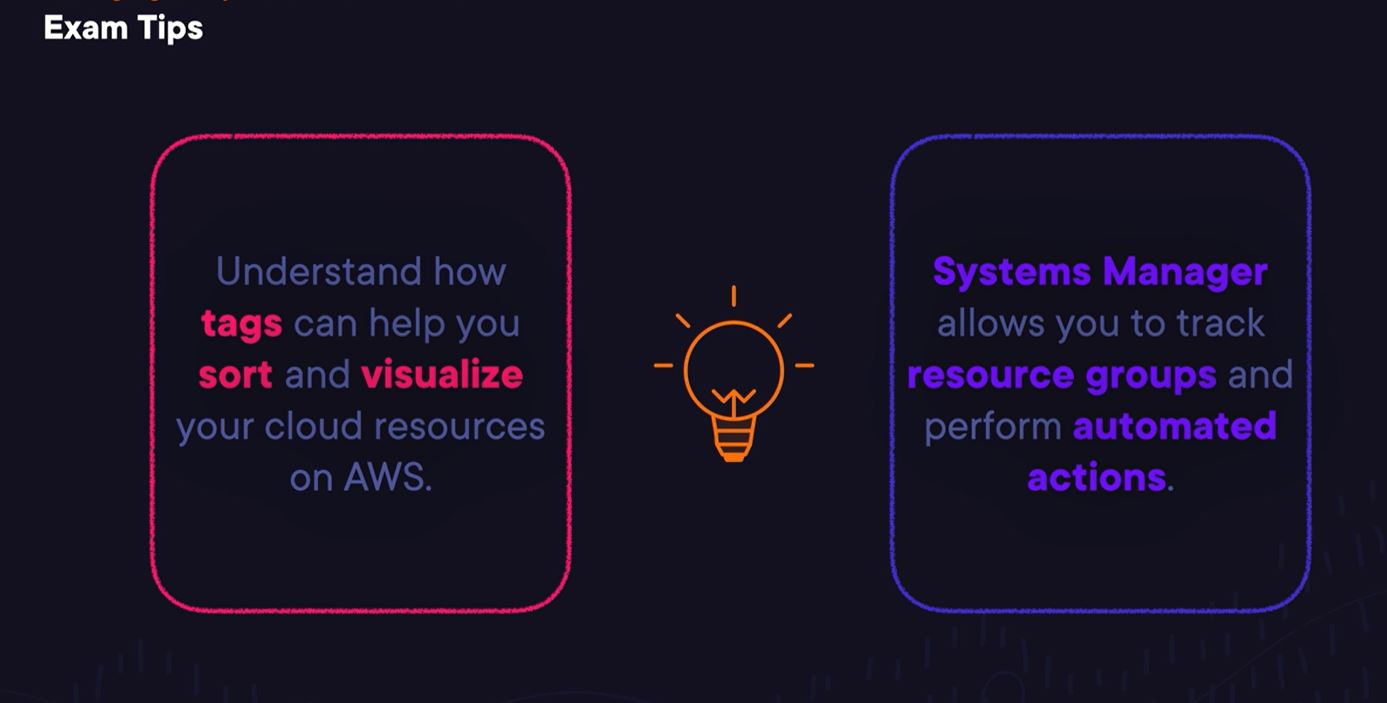 Exam Tips
Understand how
tags can help you
sort and visualize
your cloud resources
on AWS.
Systems Manager
allows you to track
resource groups and
perform automated
actions.